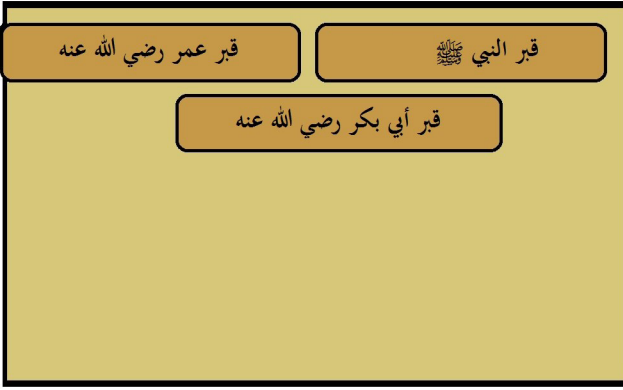 قبر النبي ﷺ
قبر عمر رضي الله عنه
قبر أبي بكر رضي الله عنه